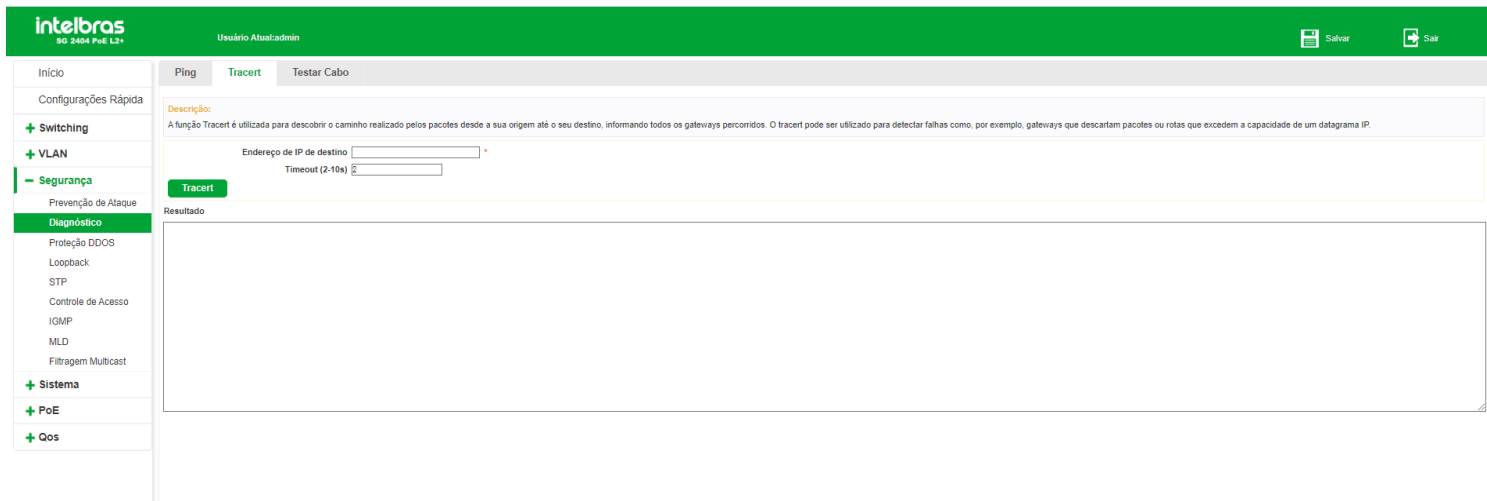 intelbras
SG 2404 PoE L2+
Usuário Atual:admin
Salvar
Sair
Início
Configurações Rápida
Switching
VLAN
Segurança
Prevenção de Ataque
Diagnóstico
Proteção DDOS
Loopback
STP
Controle de Acesso
IGMP
MLD
Filtragem Multicast
Sistema
PoE
Qos
Ping Tracert Testar Cabo
Descrição:
A função Tracert é utilizada para descobrir o caminho realizado pelos pacotes desde a sua origem até o seu destino, informando todos os gateways percorridos. O tracert pode ser utilizado para detectar falhas como, por exemplo, gateways que descartam pacotes ou rotas que excedem a capacidade de um datagrama IP.
Endereço de IP de destino *
Timeout (2-10s) 2
Tracert
Resultado